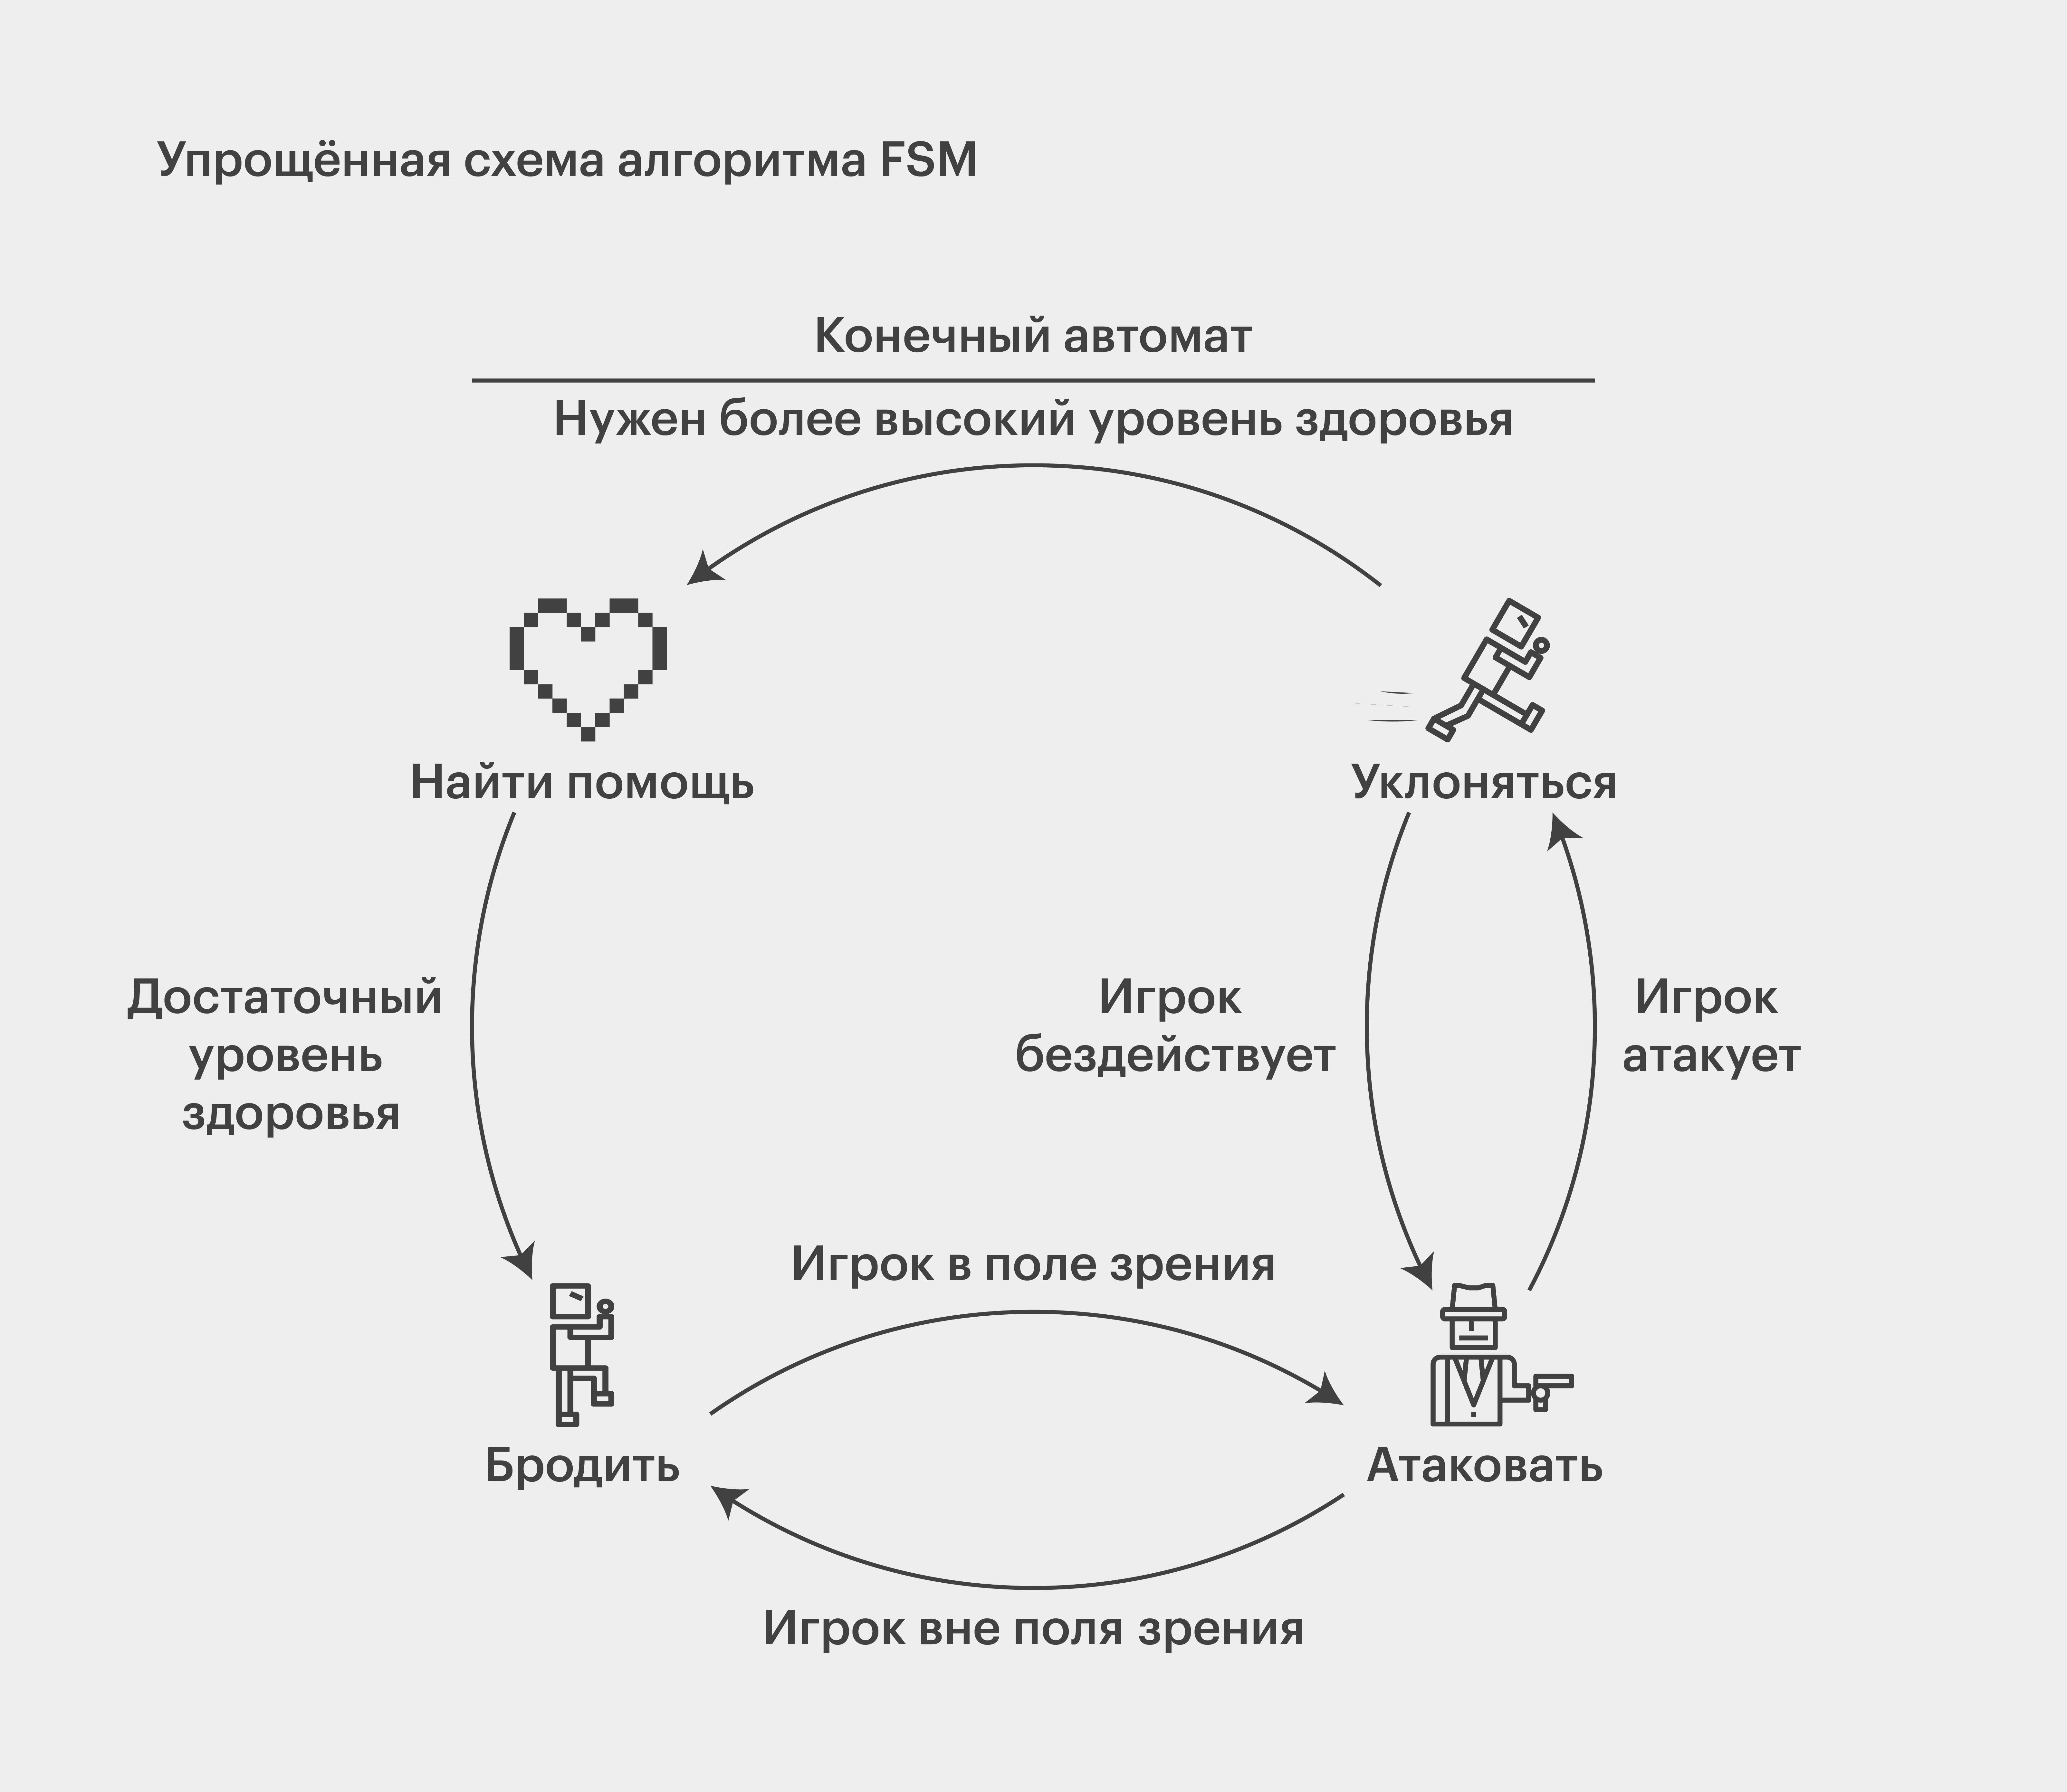 Упрощённая схема алгоритма FSM
Конечный автомат
Нужен более высокий уровень здоровья
Найти помощь
Уклоняться
Достаточный
уровень
здоровья
Игрок
бездействует
Игрок
атакует
Игрок в поле зрения
Бродить
Атаковать
Игрок вне поля зрения